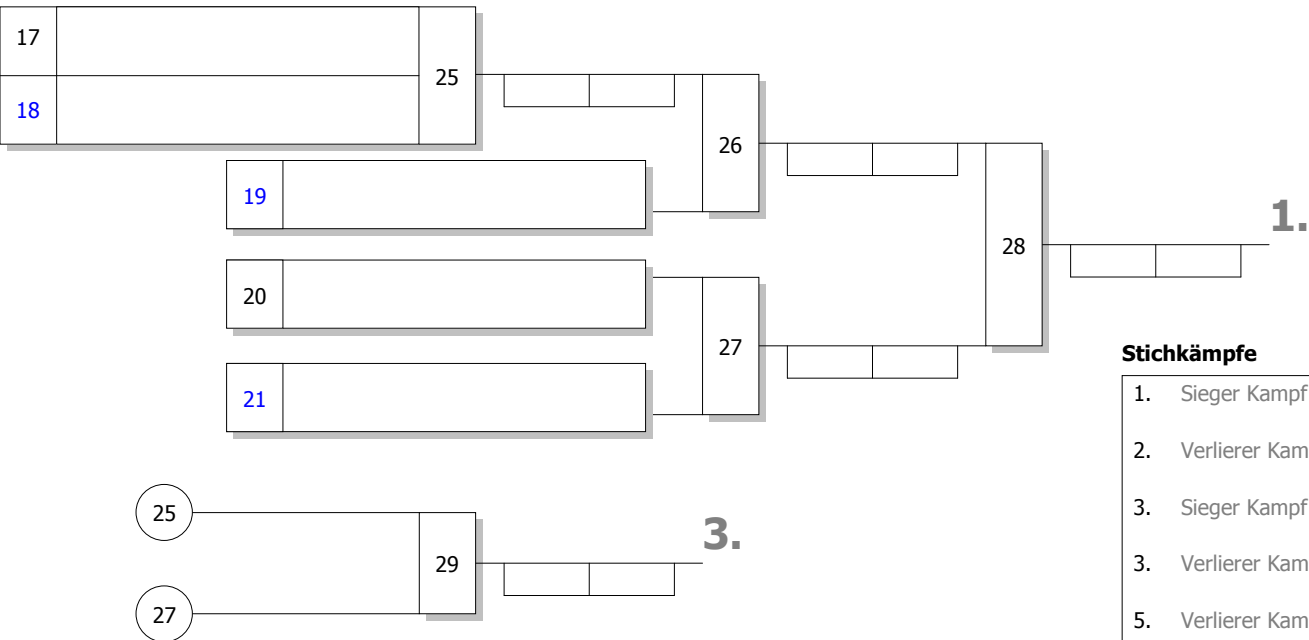 17
25
18
26
19
1.
28
20
27
21
Stichkämpfe
1. Sieger Kampf
2. Verlierer Kam
3. Sieger Kampf
3. Verlierer Kam
5. Verlierer Kam
25
3.
29
27